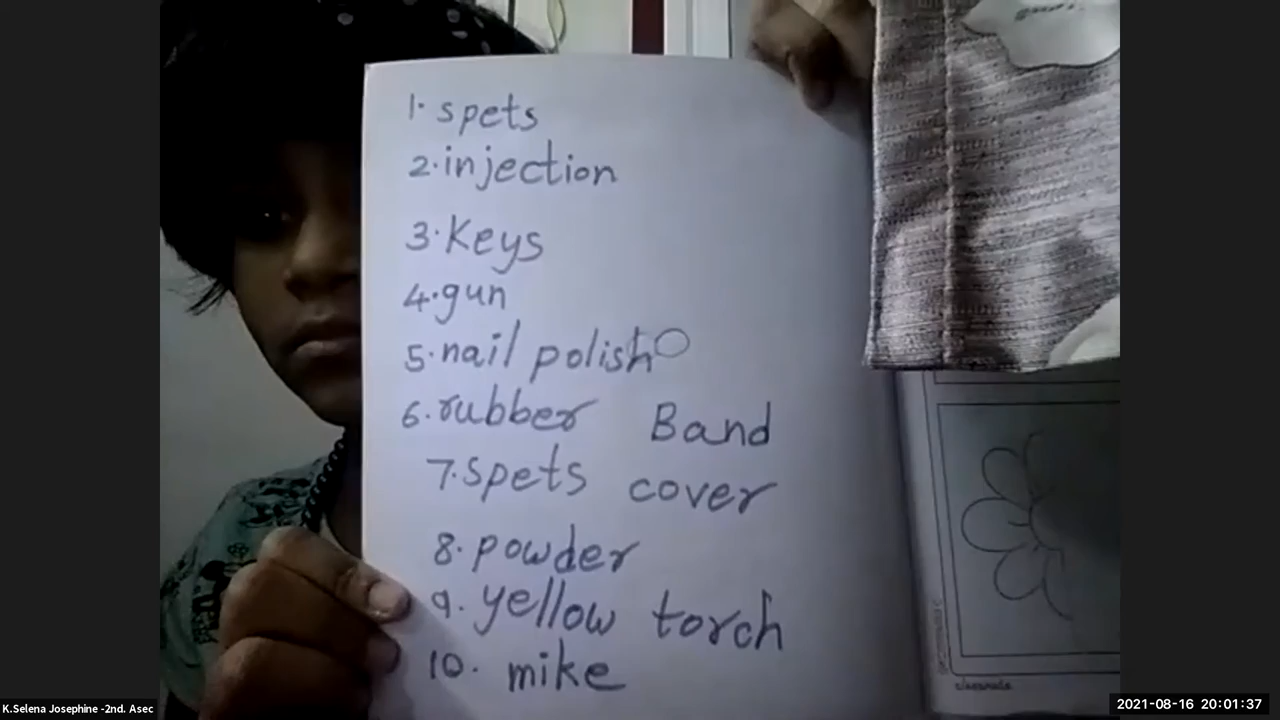 1. spets
2. injection
3. Keys
4. gun
5. nail polish
6. rubber Band
7. spets cover
8. powder
9. yellow torch
10. mike
K.Selena Josephine -2nd. Asec
2021-08-16 20:01:37